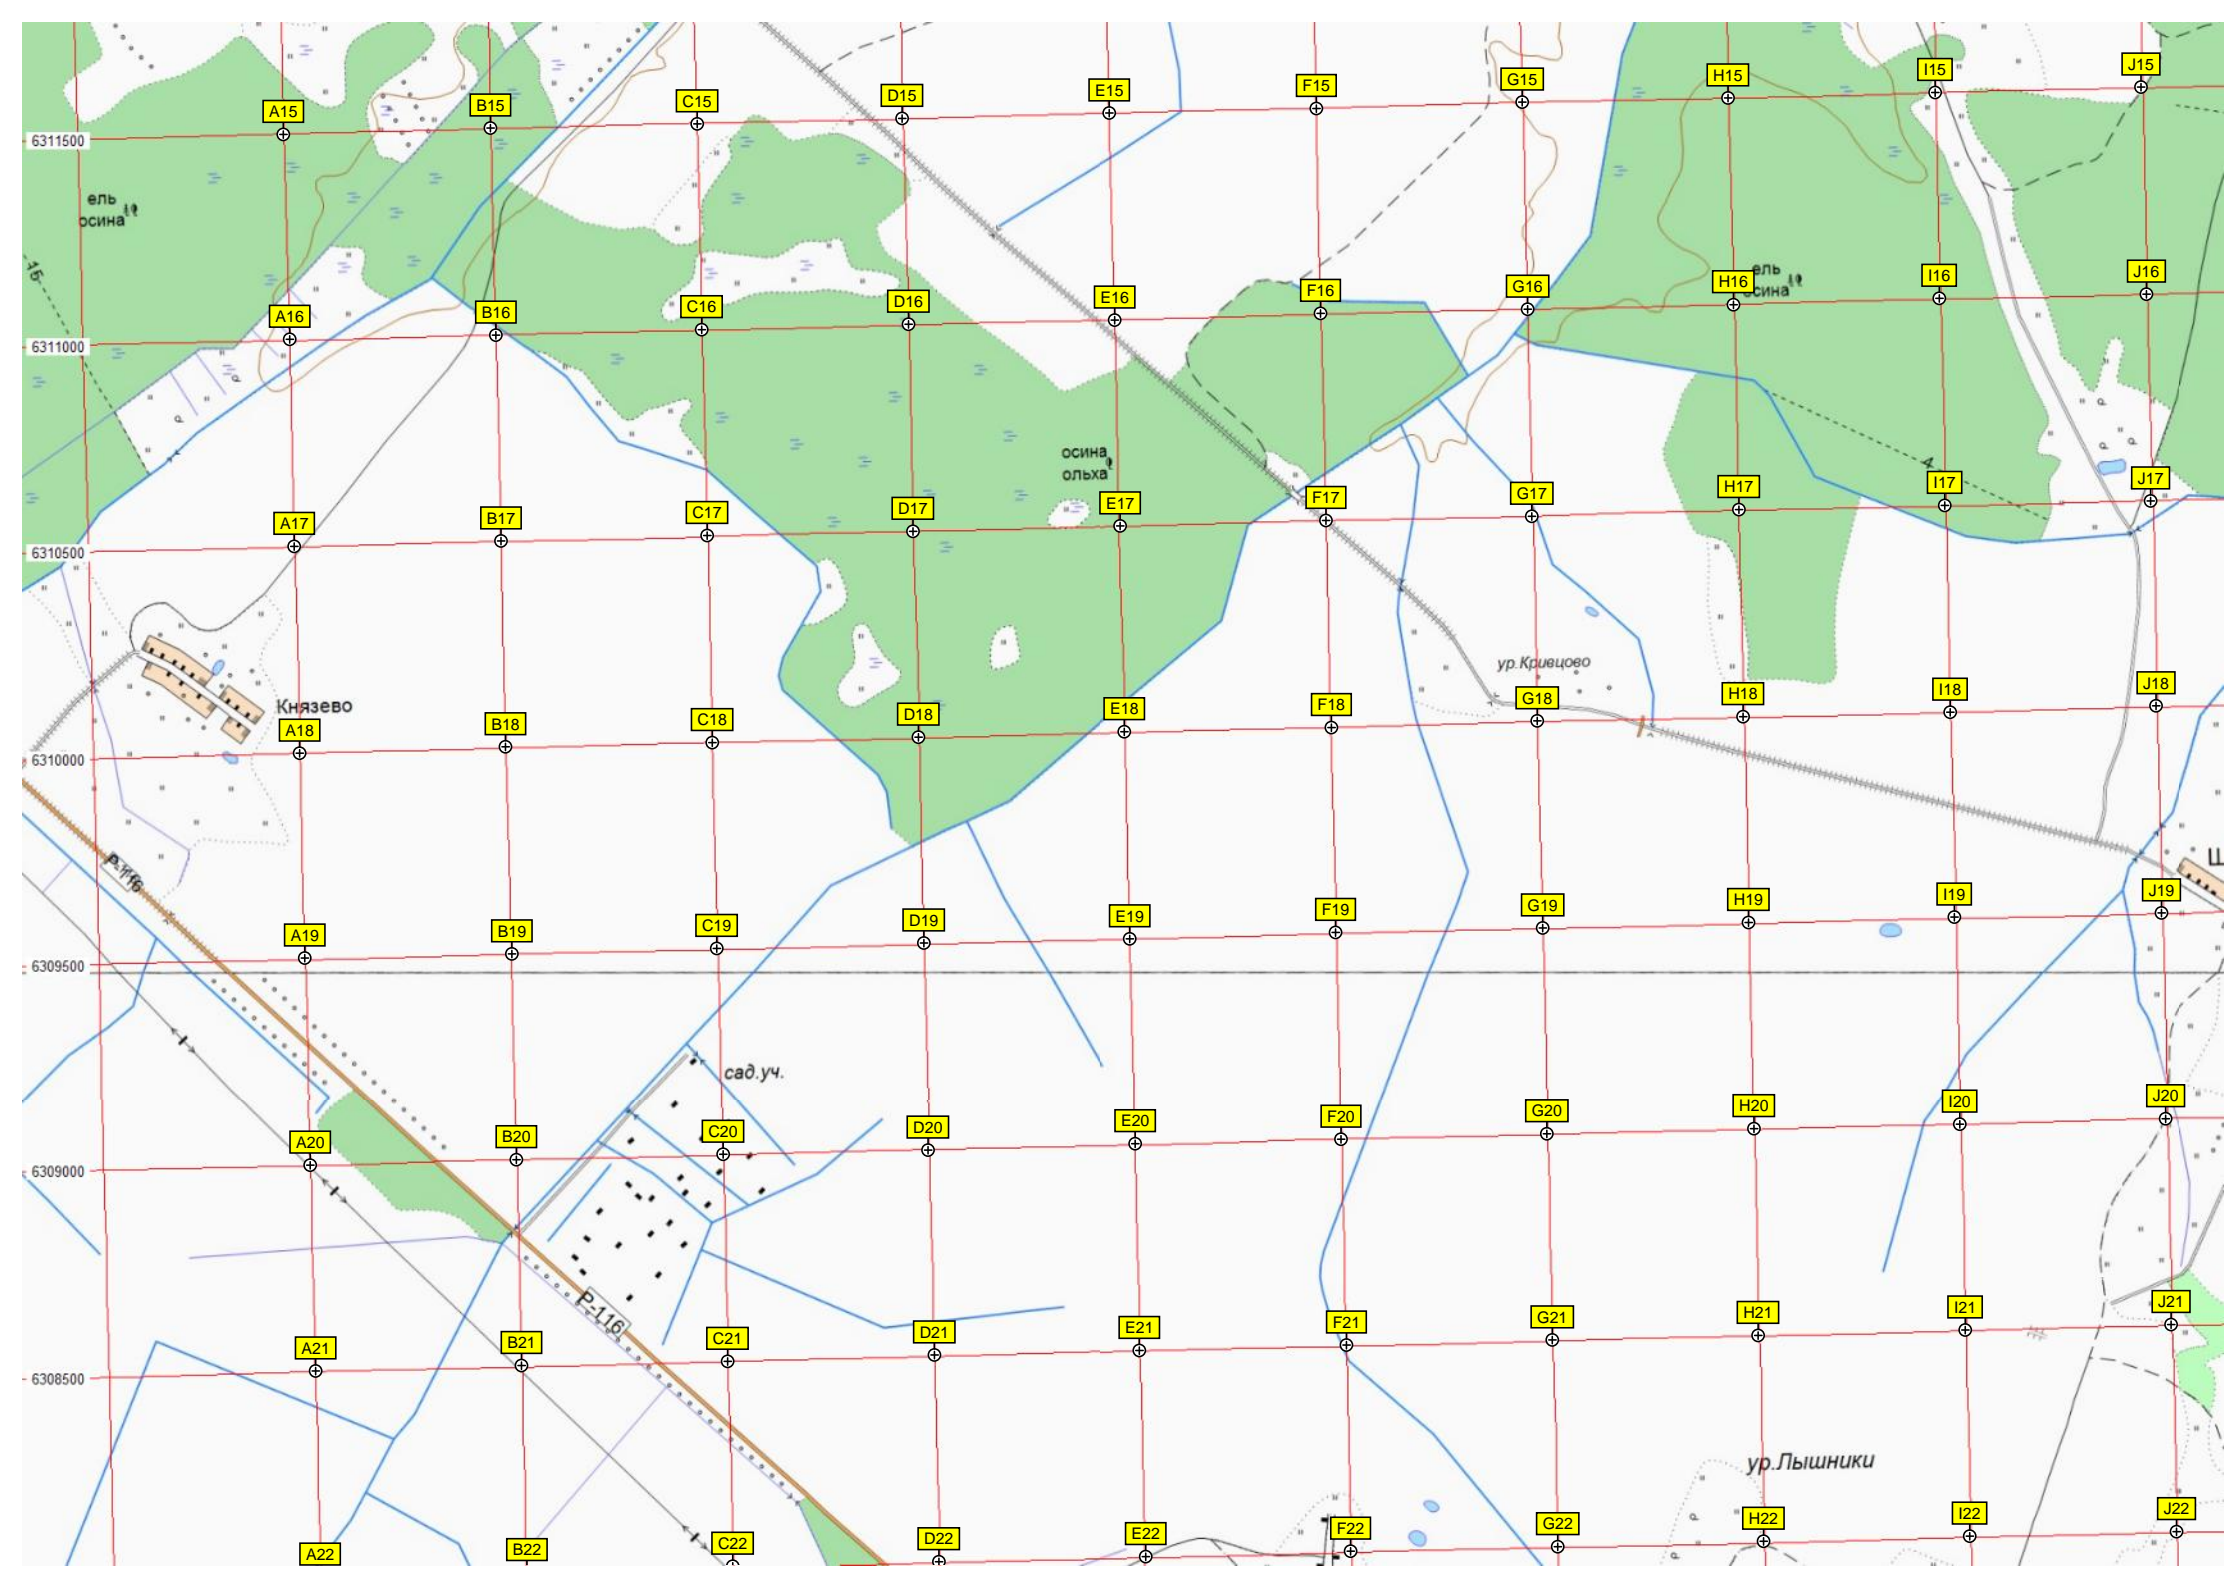 A15 B15 C15 D15 E15 F15 G15 H15 I15 J15
6311500
ель
осина
15
ель
осина
A16 B16 C16 D16 E16 F16 G16 H16 I16 J16
6311000
осина
ольха
4
A17 B17 C17 D17 E17 F17 G17 H17 I17 J17
6310500
ур.Кривцово
Князево
A18 B18 C18 D18 E18 F18 G18 H18 I18 J18
6310000
Р-116
Ш
A19 B19 C19 D19 E19 F19 G19 H19 I19 J19
6309500
сад.уч.
A20 B20 C20 D20 E20 F20 G20 H20 I20 J20
6309000
Р-116
A21 B21 C21 D21 E21 F21 G21 H21 I21 J21
6308500
ур.Лышники
A22 B22 C22 D22 E22 F22 G22 H22 I22 J22